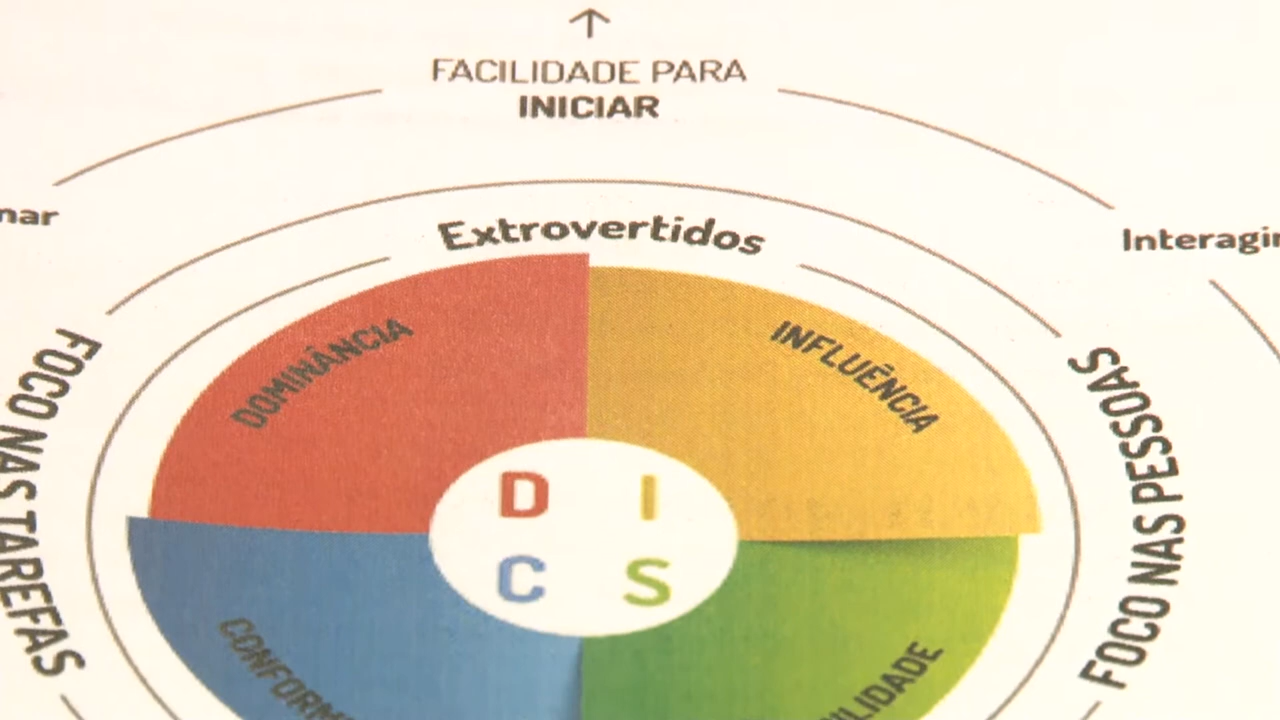 FACILIDADE PARA
INICIAR
Extrovertidos
FOCO NAS TAREFAS
DOMINÂNCIA
INFLUÊNCIA
FOCO NAS PESSOAS
D I
C S